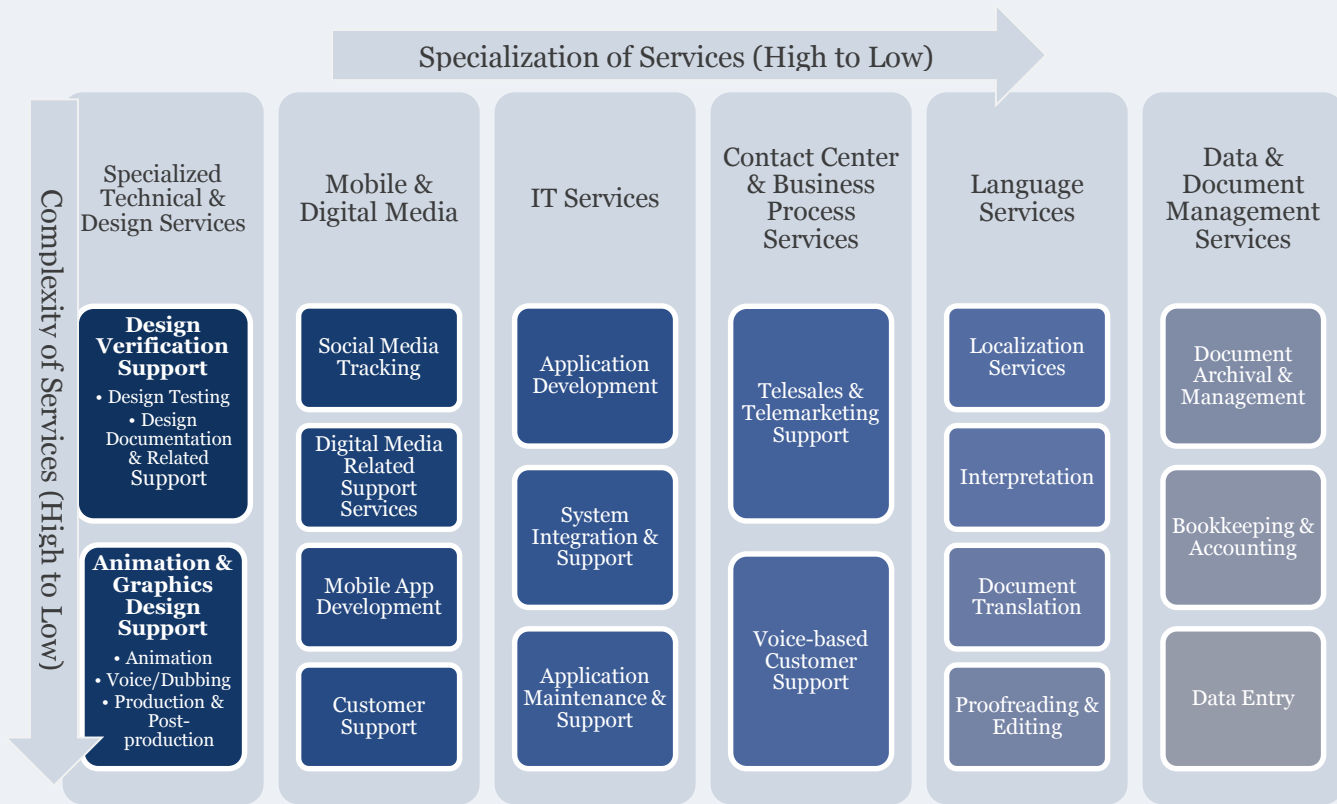 Specialization of Services (High to Low)
Complexity of Services (High to Low)
Specialized
Technical &
Design Services
Design
Verification
Support
• Design Testing
• Design
Documentation
& Related
Support
Animation &
Graphics
Design
Support
• Animation
• Voice/Dubbing
• Production &
Post-
production
Mobile &
Digital Media
Social Media
Tracking
Digital Media
Related
Support
Services
Mobile App
Development
Customer
Support
IT Services
Application
Development
System
Integration &
Support
Application
Maintenance &
Support
Contact Center
& Business
Process
Services
Telesales &
Telemarketing
Support
Voice-based
Customer
Support
Language
Services
Localization
Services
Interpretation
Document
Translation
Proofreading &
Editing
Data &
Document
Management
Services
Document
Archival &
Management
Bookkeeping
& Accounting
Data Entry